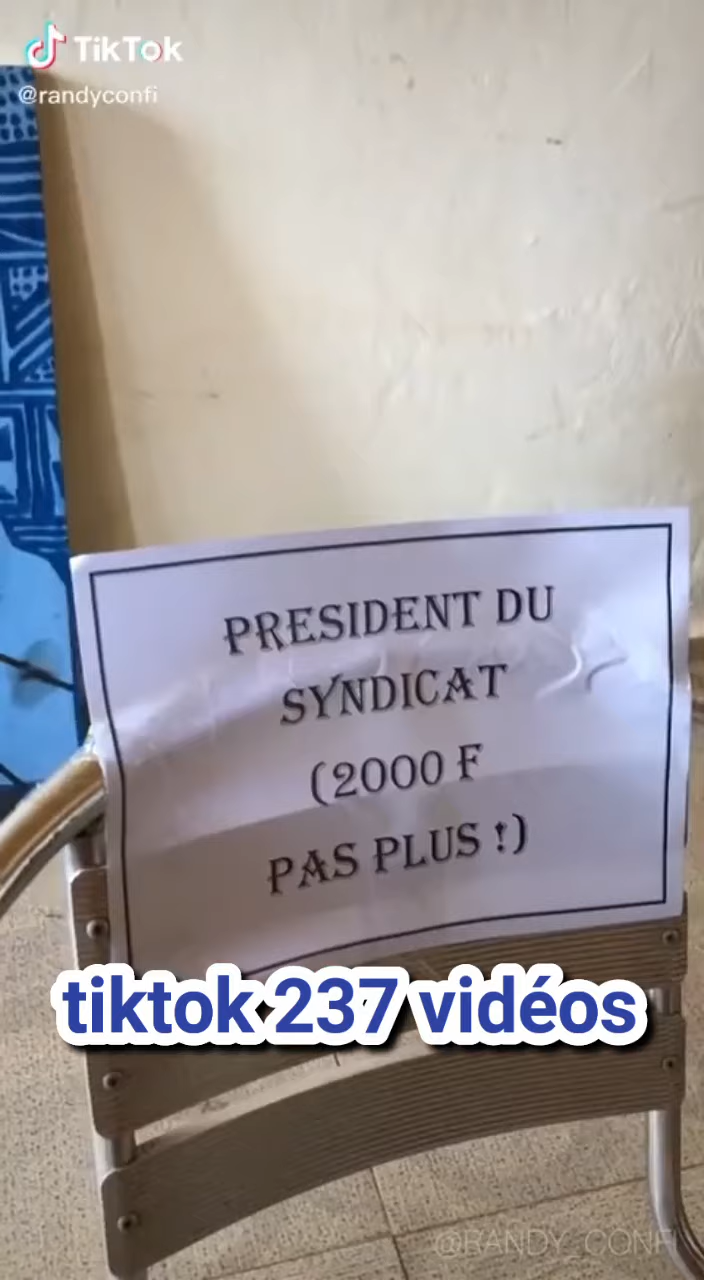 TikTok
@randyconfi
PRESIDENT DU
SYNDICAT
(2000 F
PAS PLUS !)
tiktok 237 vidéos
@RANDY_CONFI